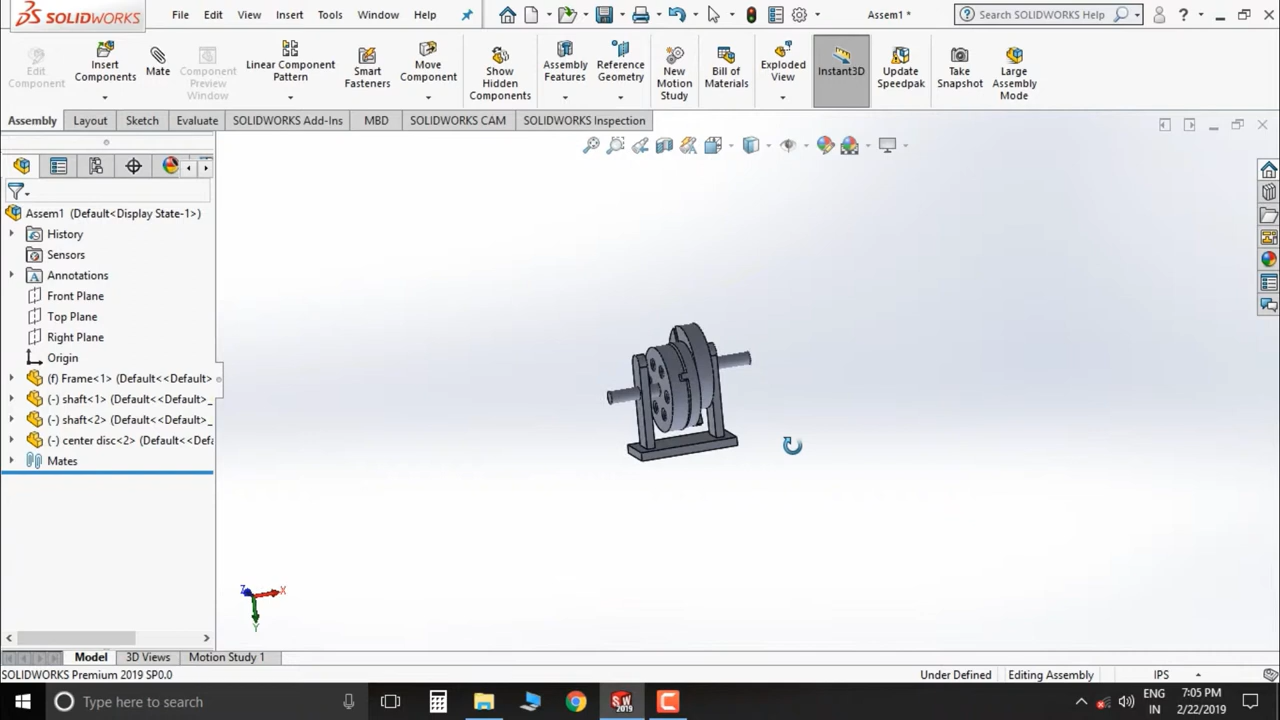 SOLIDWORKS
File Edit View Insert Tools Window Help
Assem1 *
Search SOLIDWORKS Help
Edit Component
Insert Components
Mate
Component Preview Window
Linear Component Pattern
Smart Fasteners
Move Component
Show Hidden Components
Assembly Features
Reference Geometry
New Motion Study
Bill of Materials
Exploded View
Instant3D
Update Speedpak
Take Snapshot
Large Assembly Mode
Assembly Layout Sketch Evaluate SOLIDWORKS Add-Ins MBD SOLIDWORKS CAM SOLIDWORKS Inspection
Assem1 (Default<Display State-1>)
History
Sensors
Annotations
Front Plane
Top Plane
Right Plane
Origin
(f) Frame<1> (Default<<Default>
(-) shaft<1> (Default<<Default>_
(-) shaft<2> (Default<<Default>_
(-) center disc<2> (Default<<Defa
Mates
Z X
Y
Model 3D Views Motion Study 1
SOLIDWORKS Premium 2019 SP0.0
Under Defined Editing Assembly IPS
Type here to search
SW 2019
ENG IN
7:05 PM
2/22/2019